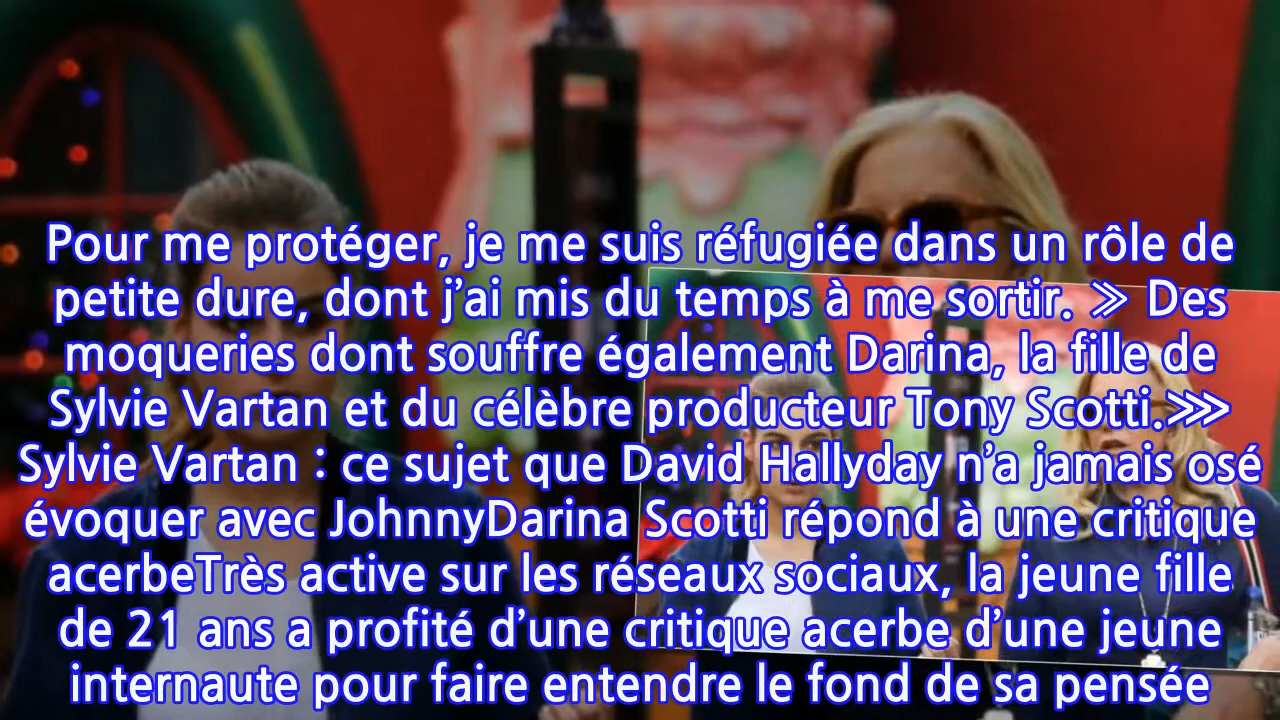 Pour me protéger, je me suis réfugiée dans un rôle de
petite dure, dont j’ai mis du temps à me sortir. ≫ Des
moqueries dont souffre également Darina, la fille de
Sylvie Vartan et du célèbre producteur Tony Scotti.⋙
Sylvie Vartan : ce sujet que David Hallyday n’a jamais osé
évoquer avec JohnnyDarina Scotti répond à une critique
acerbeTrès active sur les réseaux sociaux, la jeune fille
de 21 ans a profité d’une critique acerbe d’une jeune
internaute pour faire entendre le fond de sa pensée